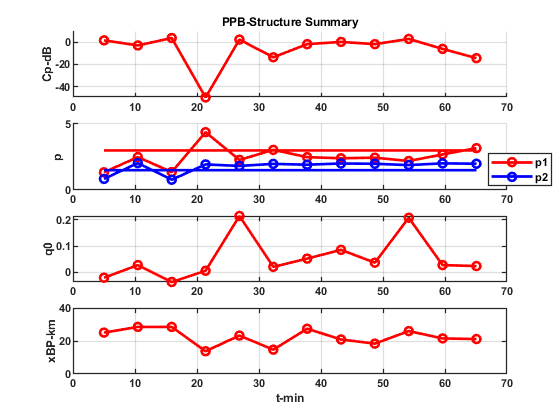 PPB-Structure Summary
Cp-dB
0
-20
-40
0 10 20 30 40 50 60 70
p
5
0
0 10 20 30 40 50 60 70
p1
p2
q0
0.2
0.1
0
0 10 20 30 40 50 60 70
xBP-km
40
20
0
0 10 20 30 40 50 60 70
t-min